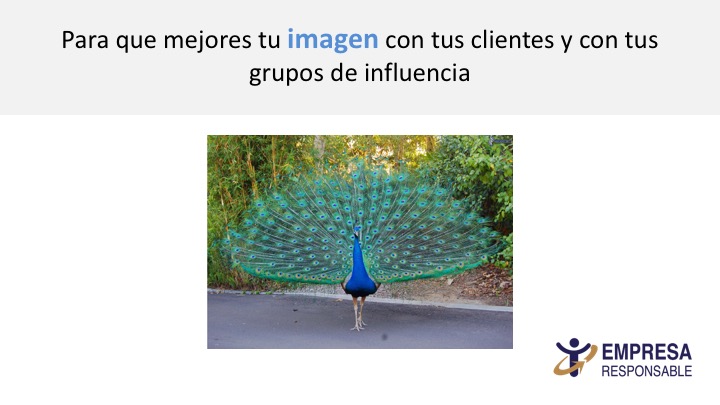 Para que mejores tu imagen con tus clientes y con tus
grupos de influencia
EMPRESA
RESPONSABLE